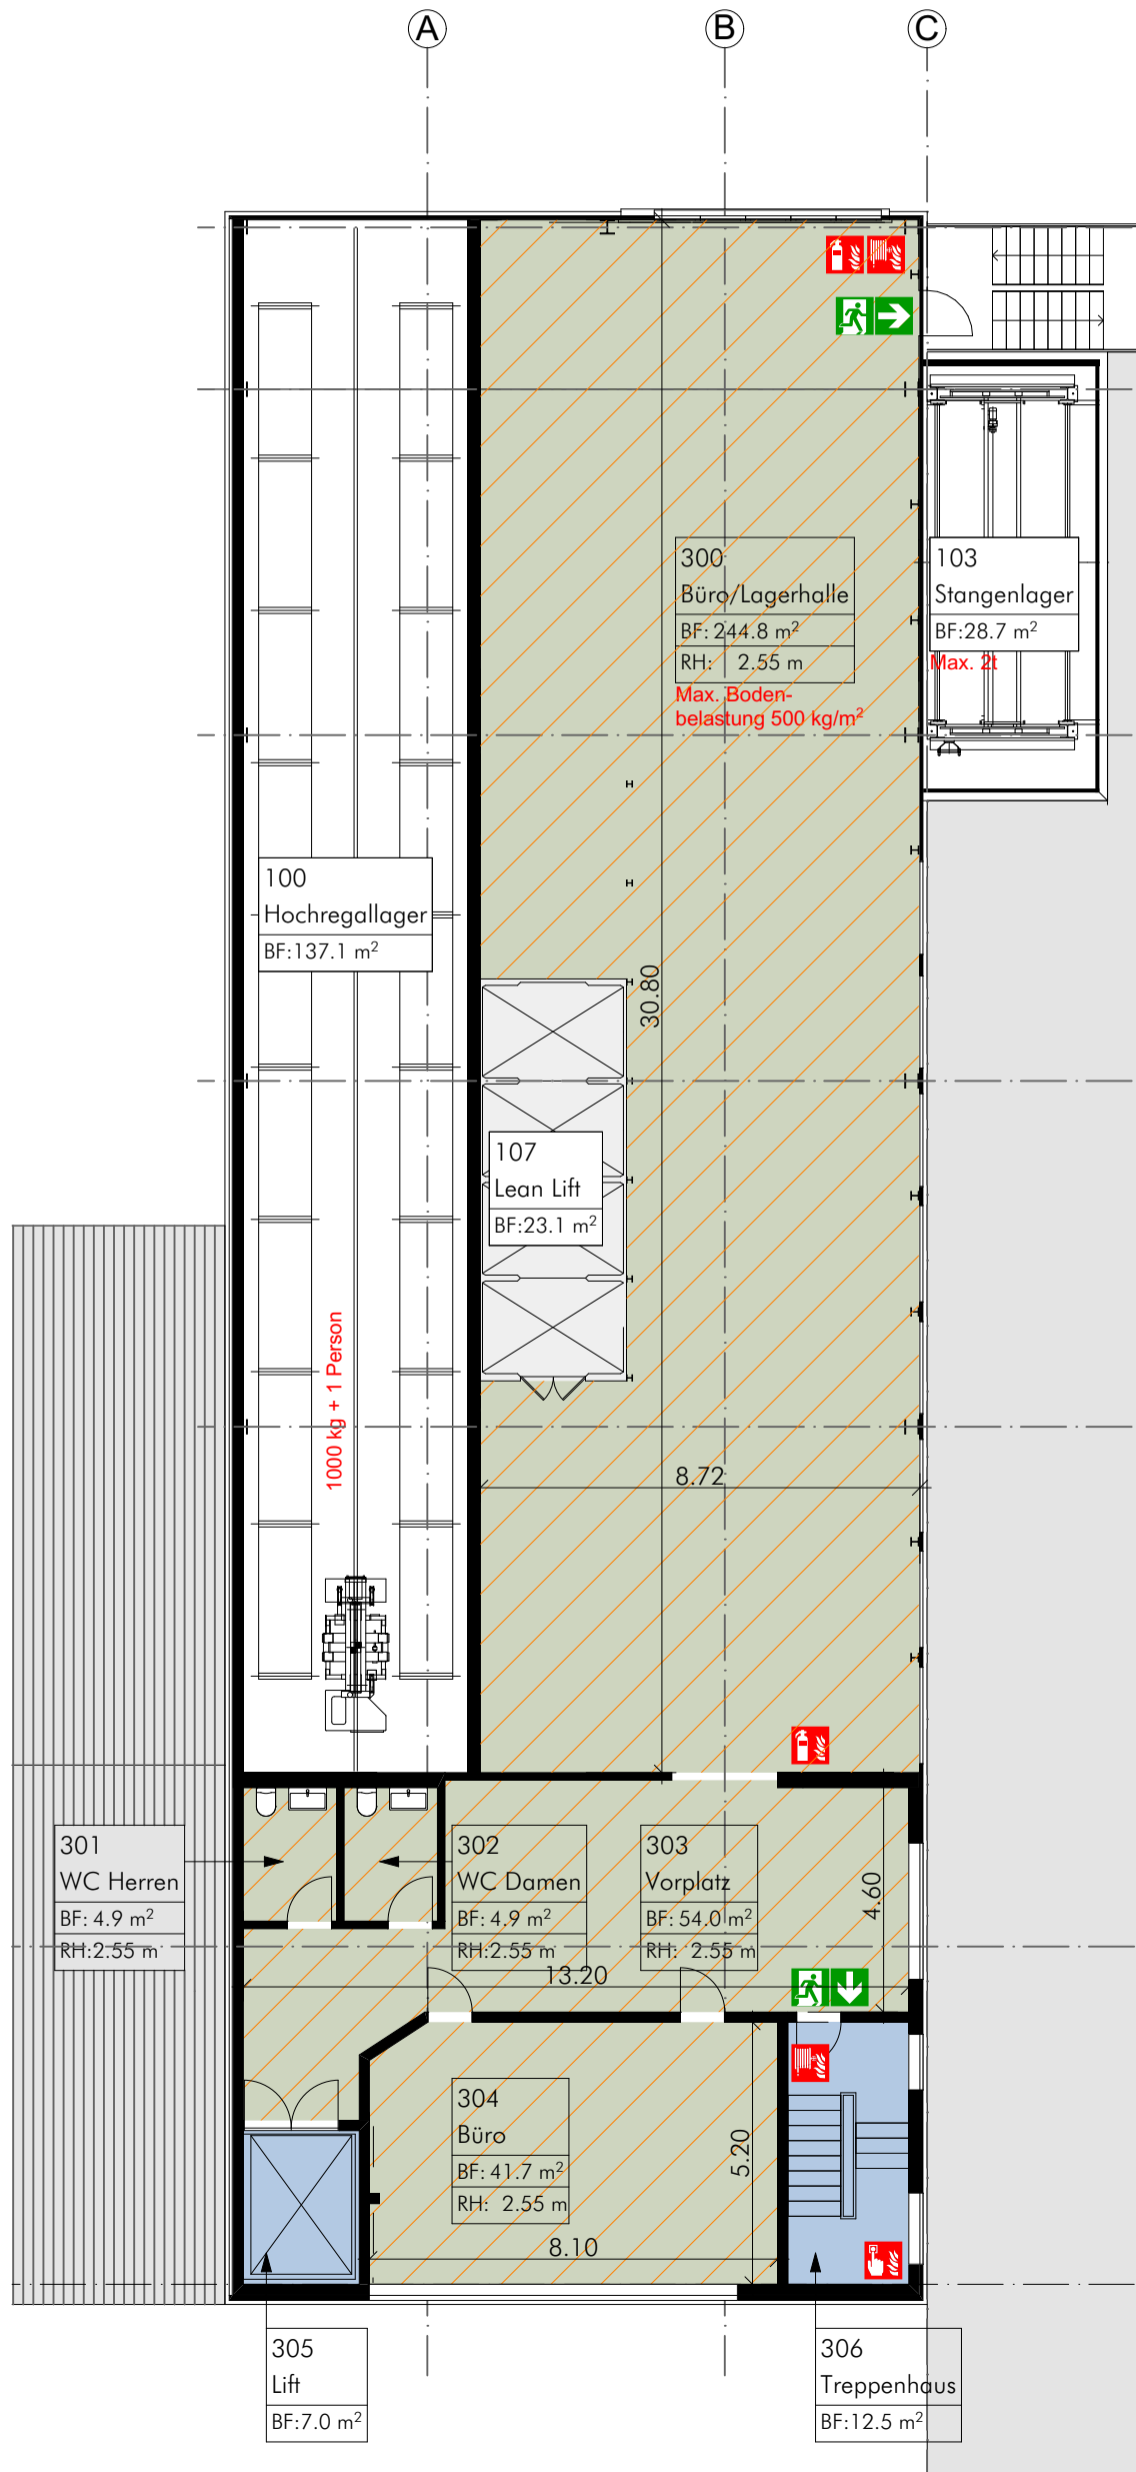 A
B
C
300
Büro/Lagerhalle
BF: 244.8 m²
RH: 2.55 m
Max. Boden-
belastung 500 kg/m²
103
Stangenlager
BF:28.7 m²
Max. 2t
100
Hochregallager
BF:137.1 m²
30.80
107
Lean Lift
BF:23.1 m²
1000 kg + 1 Person
8.72
301
WC Herren
BF: 4.9 m²
RH:2.55 m
302
WC Damen
BF: 4.9 m²
RH:2.55 m
303
Vorplatz
BF: 54.0 m²
RH: 2.55 m
4.60
13.20
304
Büro
BF: 41.7 m²
RH: 2.55 m
5.20
8.10
305
Lift
BF:7.0 m²
306
Treppenhaus
BF:12.5 m²